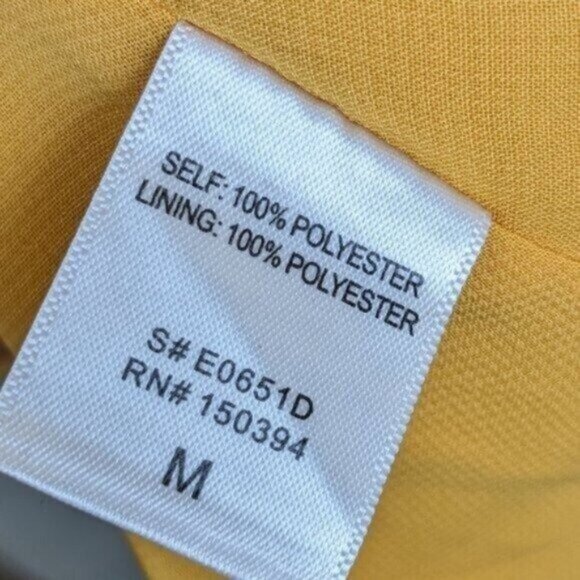 SELF: 100% POLYESTER
LINING: 100% POLYESTER
S# E0651D
RN# 150394
M